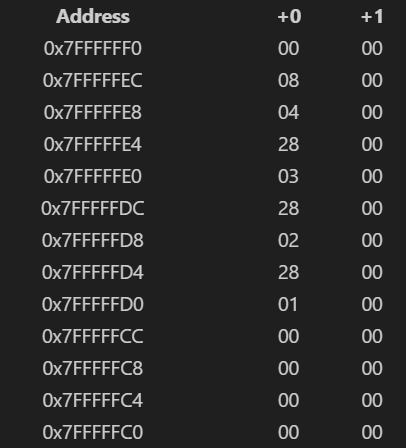 Address +0 +1
0x7FFFFFF0 00 00
0x7FFFFFEC 08 00
0x7FFFFFE8 04 00
0x7FFFFFE4 28 00
0x7FFFFFE0 03 00
0x7FFFFFDC 28 00
0x7FFFFFD8 02 00
0x7FFFFFD4 28 00
0x7FFFFFD0 01 00
0x7FFFFFCC 00 00
0x7FFFFFC8 00 00
0x7FFFFFC4 00 00
0x7FFFFFC0 00 00